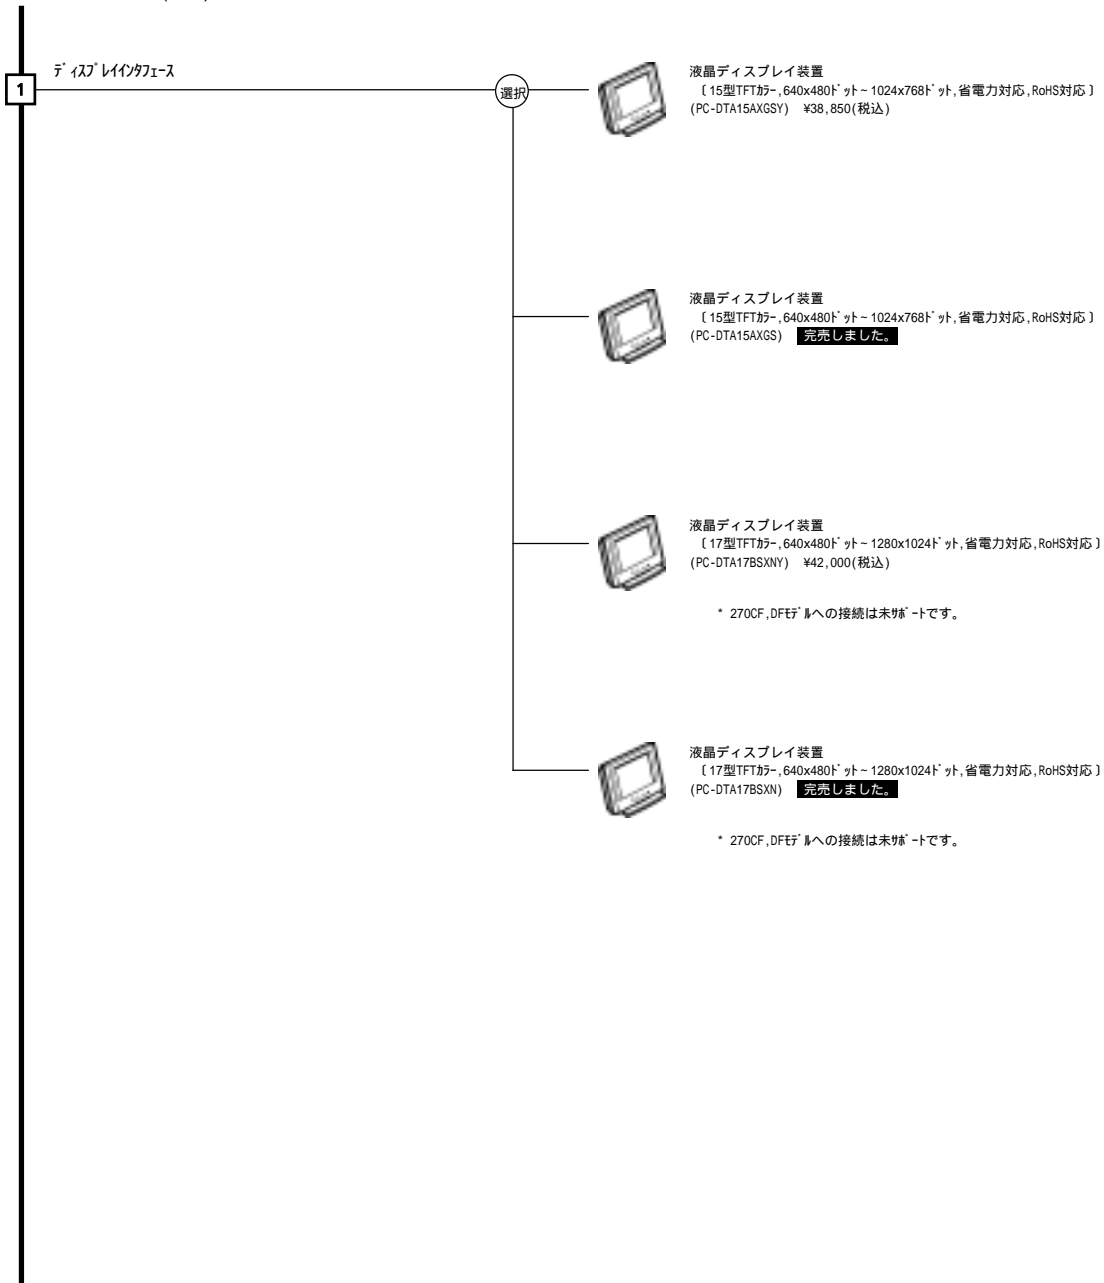 ﾃﾞｨｽﾌﾟﾚｲｲﾝﾀﾌｪｰｽ
1
選択
液晶ディスプレイ装置
〔15型TFTｶﾗｰ,640x480ﾄﾞｯﾄ~1024x768ﾄﾞｯﾄ,省電力対応,RoHS対応〕
(PC-DTA15AXGSY) ¥38,850(税込)
液晶ディスプレイ装置
〔15型TFTｶﾗｰ,640x480ﾄﾞｯﾄ~1024x768ﾄﾞｯﾄ,省電力対応,RoHS対応〕
(PC-DTA15AXGS) 完売しました。
液晶ディスプレイ装置
〔17型TFTｶﾗｰ,640x480ﾄﾞｯﾄ~1280x1024ﾄﾞｯﾄ,省電力対応,RoHS対応〕
(PC-DTA17BSXNY) ¥42,000(税込)
* 270CF,DFﾓﾃﾞﾙへの接続は未ｻﾎﾟｰﾄです。
液晶ディスプレイ装置
〔17型TFTｶﾗｰ,640x480ﾄﾞｯﾄ~1280x1024ﾄﾞｯﾄ,省電力対応,RoHS対応〕
(PC-DTA17BSXN) 完売しました。
* 270CF,DFﾓﾃﾞﾙへの接続は未ｻﾎﾟｰﾄです。